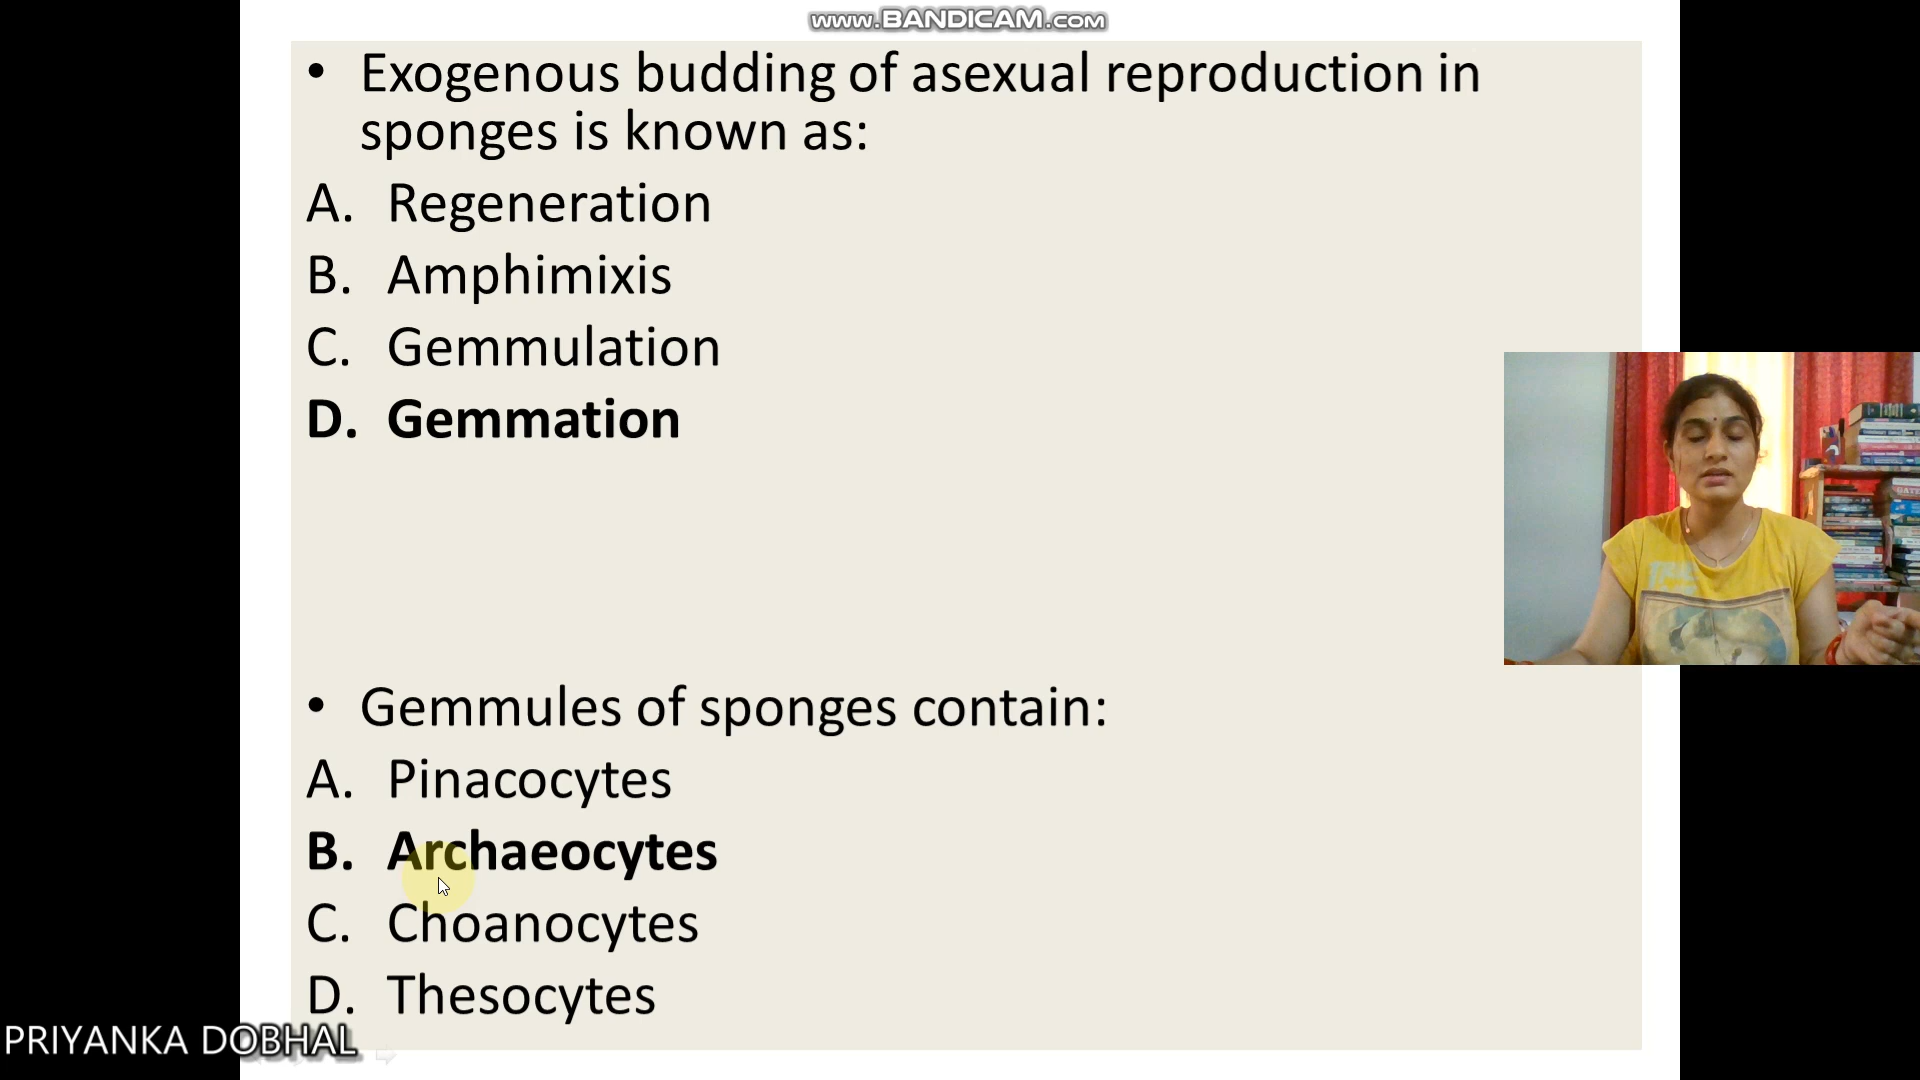 www.BANDICAM.com
• Exogenous budding of asexual reproduction in
sponges is known as:
A. Regeneration
B. Amphimixis
C. Gemmulation
D. Gemmation
• Gemmules of sponges contain:
A. Pinacocytes
B. Archaeocytes
C. Choanocytes
D. Thesocytes
PRIYANKA DOBHAL